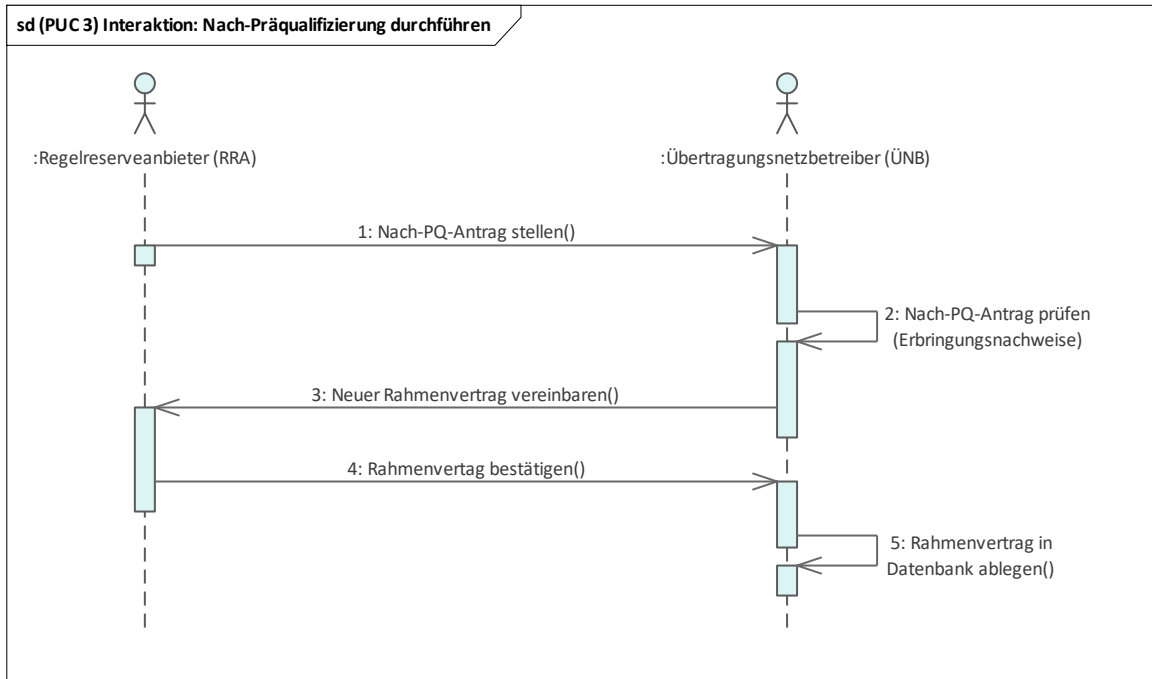 sd (PUC 3) Interaktion: Nach-Präqualifizierung durchführen
:Regelreserveanbieter (RRA)
:Übertragungsnetzbetreiber (ÜNB)
1: Nach-PQ-Antrag stellen()
2: Nach-PQ-Antrag prüfen
(Erbringungsnachweise)
3: Neuer Rahmenvertrag vereinbaren()
4: Rahmenvertag bestätigen()
5: Rahmenvertrag in
Datenbank ablegen()